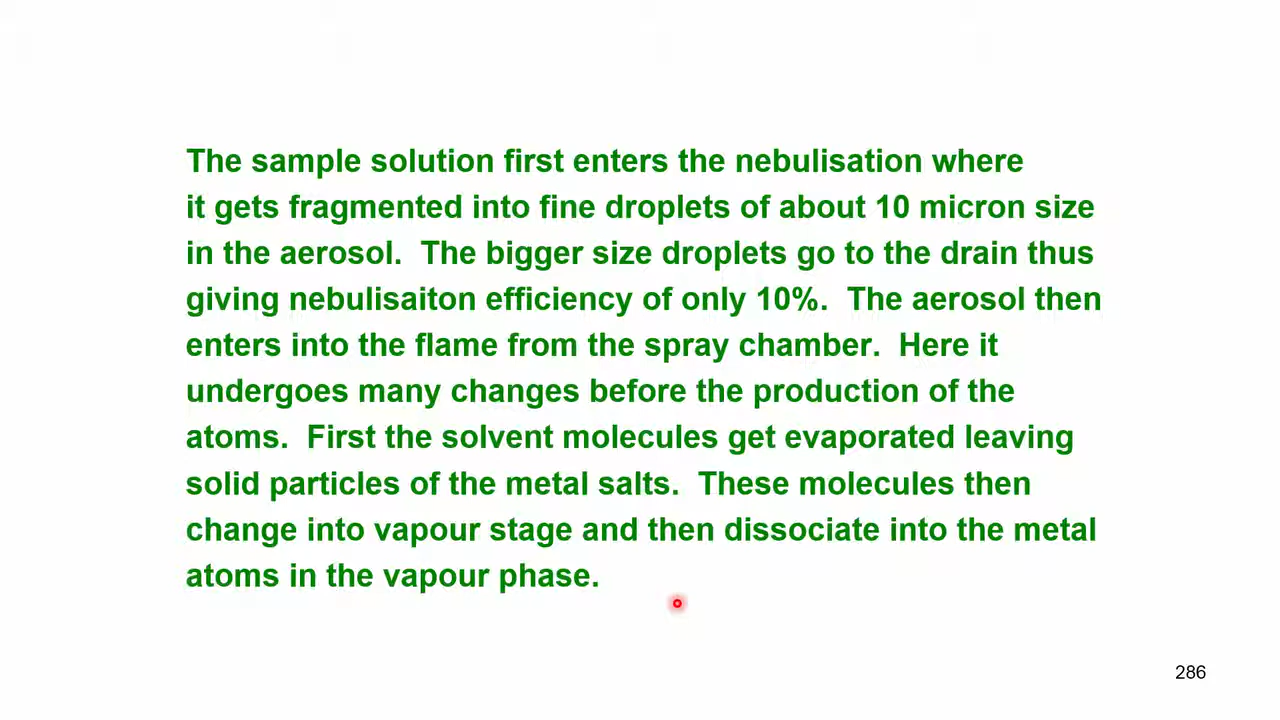 The sample solution first enters the nebulisation where
it gets fragmented into fine droplets of about 10 micron size
in the aerosol.  The bigger size droplets go to the drain thus
giving nebulisaiton efficiency of only 10%.  The aerosol then
enters into the flame from the spray chamber.  Here it
undergoes many changes before the production of the
atoms.  First the solvent molecules get evaporated leaving
solid particles of the metal salts.  These molecules then
change into vapour stage and then dissociate into the metal
atoms in the vapour phase.
286